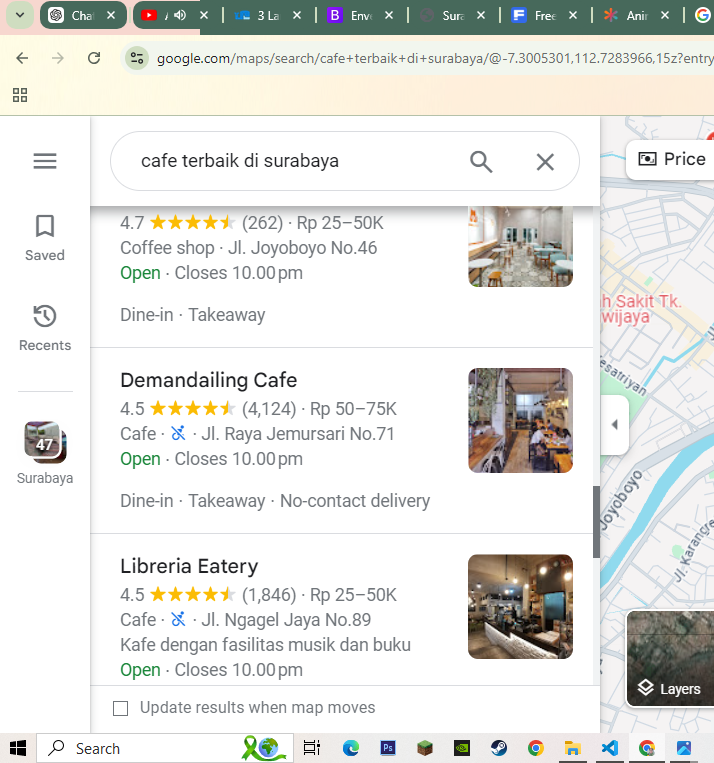 Chat
3 La
Env
Sur
Free
Anir
google.com/maps/search/cafe+terbaik+di+surabaya/@-7.3005301,112.7283966,15z?entry
cafe terbaik di surabaya
Price
Saved
Recents
47
Surabaya
4.7 (262) · Rp 25–50K
Coffee shop · Jl. Joyoboyo No.46
Open · Closes 10.00 pm
Dine-in · Takeaway
Demandailing Cafe
4.5 (4,124) · Rp 50–75K
Cafe · · Jl. Raya Jemursari No.71
Open · Closes 10.00 pm
Dine-in · Takeaway · No-contact delivery
Libreria Eatery
4.5 (1,846) · Rp 25–50K
Cafe · · Jl. Ngagel Jaya No.89
Kafe dengan fasilitas musik dan buku
Open · Closes 10.00 pm
Update results when map moves
h Sakit Tk.
wijaya
esatriyan
Joyoboyo
Jl. Karangre
Layers
Search